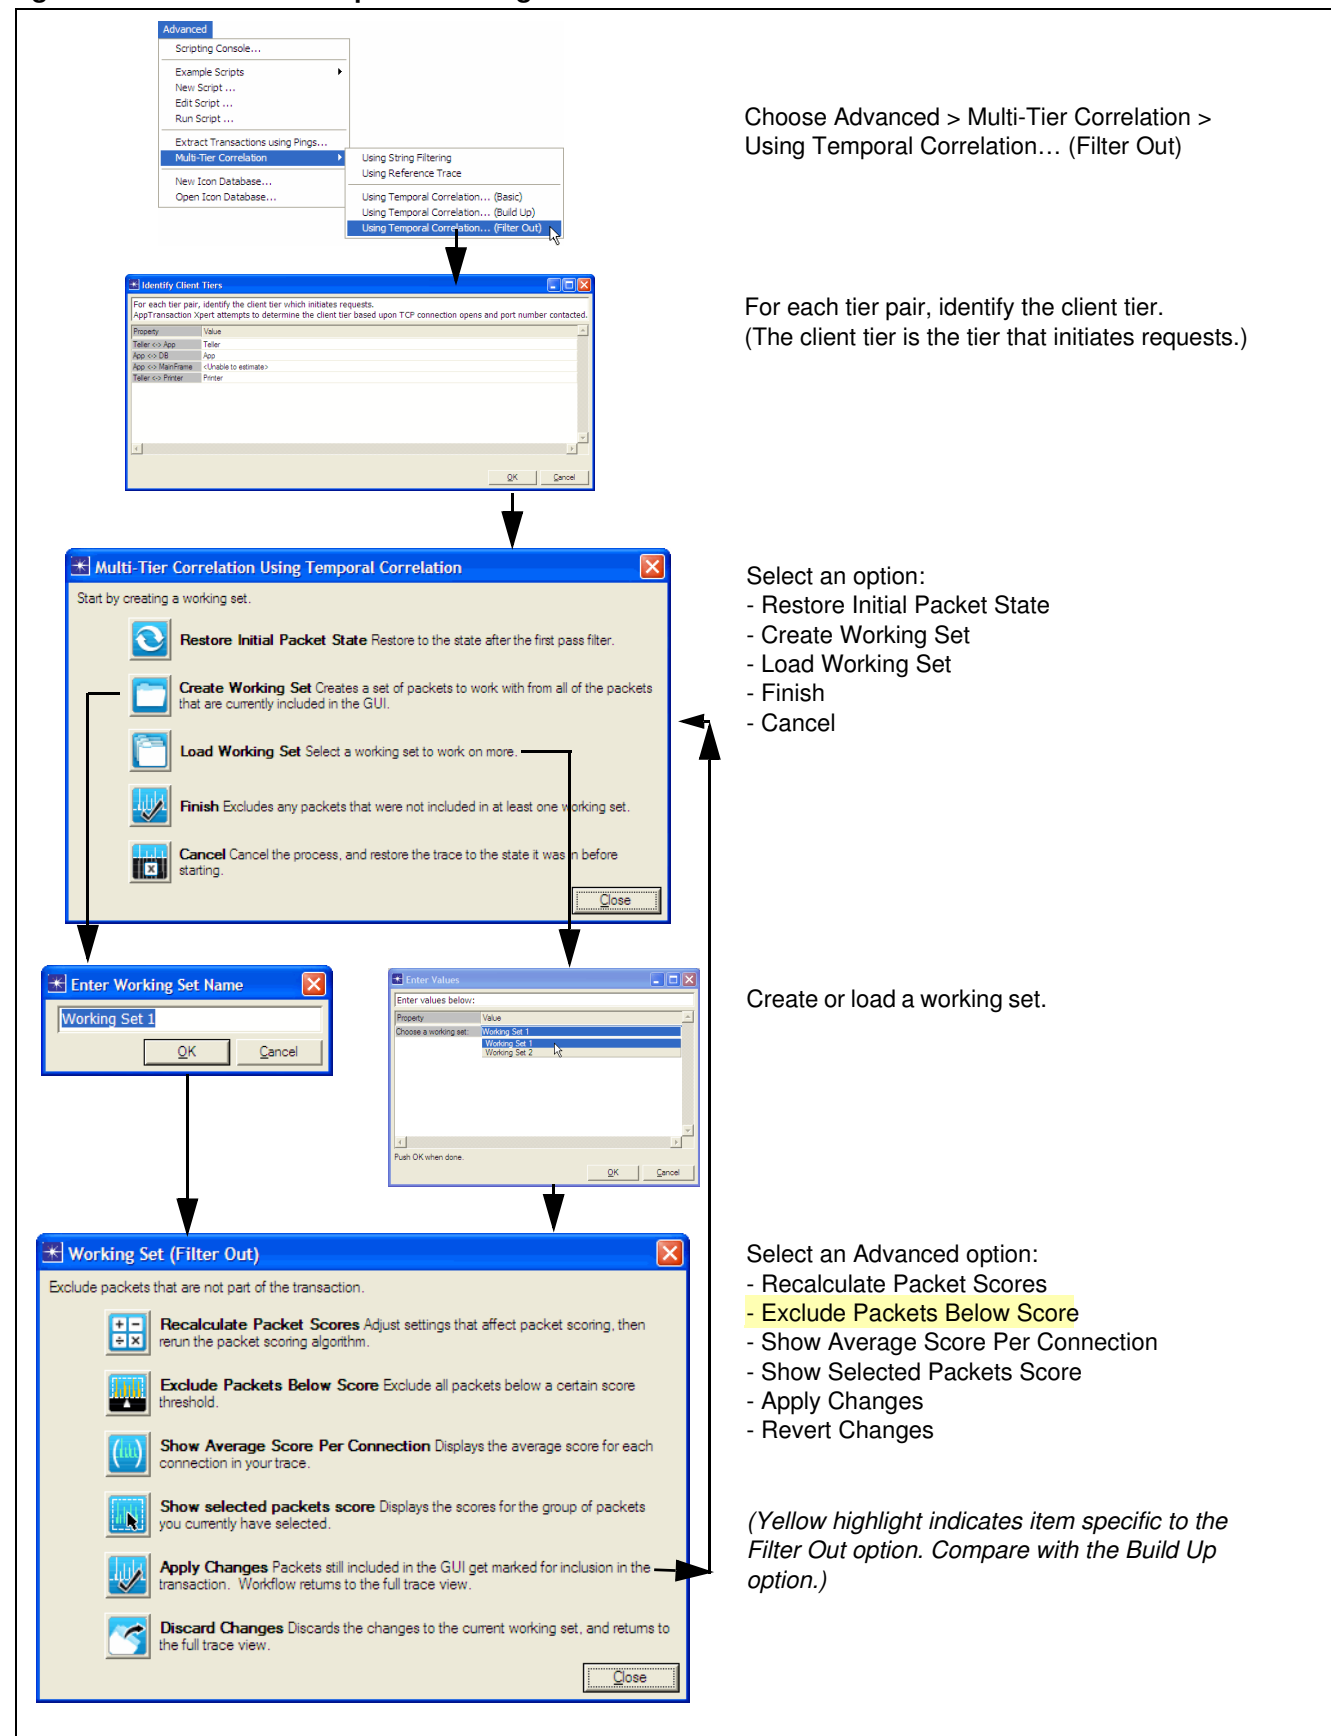 Advanced
Scripting Console...
Example Scripts
New Script ...
Edit Script ...
Run Script ...
Extract Transactions using Pings...
Multi-Tier Correlation
New Icon Database...
Open Icon Database...
Using String Filtering
Using Reference Trace
Using Temporal Correlation... (Basic)
Using Temporal Correlation... (Build Up)
Using Temporal Correlation... (Filter Out)
Choose Advanced > Multi-Tier Correlation >
Using Temporal Correlation… (Filter Out)
Identify Client Tiers
For each tier pair, identify the client tier which initiates requests.
AppTransaction Xpert attempts to determine the client tier based upon TCP connection opens and port number contacted.
Property Value
Teller <-> App Teller
App <-> DB App
App <-> MainFrame <Unable to estimate>
Teller <-> Printer Printer
OK Cancel
For each tier pair, identify the client tier.
(The client tier is the tier that initiates requests.)
Multi-Tier Correlation Using Temporal Correlation
Start by creating a working set.
Restore Initial Packet State Restore to the state after the first pass filter.
Create Working Set Creates a set of packets to work with from all of the packets
that are currently included in the GUI.
Load Working Set Select a working set to work on more.
Finish Excludes any packets that were not included in at least one working set.
Cancel Cancel the process, and restore the trace to the state it was in before
starting.
Close
Select an option:
- Restore Initial Packet State
- Create Working Set
- Load Working Set
- Finish
- Cancel
Enter Working Set Name
Working Set 1
OK Cancel
Enter Values
Enter values below:
Property Value
Choose a working set: Working Set 1
Working Set 1
Working Set 2
Push OK when done.
OK Cancel
Create or load a working set.
Working Set (Filter Out)
Exclude packets that are not part of the transaction.
Recalculate Packet Scores Adjust settings that affect packet scoring, then
rerun the packet scoring algorithm.
Exclude Packets Below Score Exclude all packets below a certain score
threshold.
Show Average Score Per Connection Displays the average score for each
connection in your trace.
Show selected packets score Displays the scores for the group of packets
you currently have selected.
Apply Changes Packets still included in the GUI get marked for inclusion in the
transaction. Workflow returns to the full trace view.
Discard Changes Discards the changes to the current working set, and returns to
the full trace view.
Close
Select an Advanced option:
- Recalculate Packet Scores
- Exclude Packets Below Score
- Show Average Score Per Connection
- Show Selected Packets Score
- Apply Changes
- Revert Changes
(Yellow highlight indicates item specific to the
Filter Out option. Compare with the Build Up
option.)